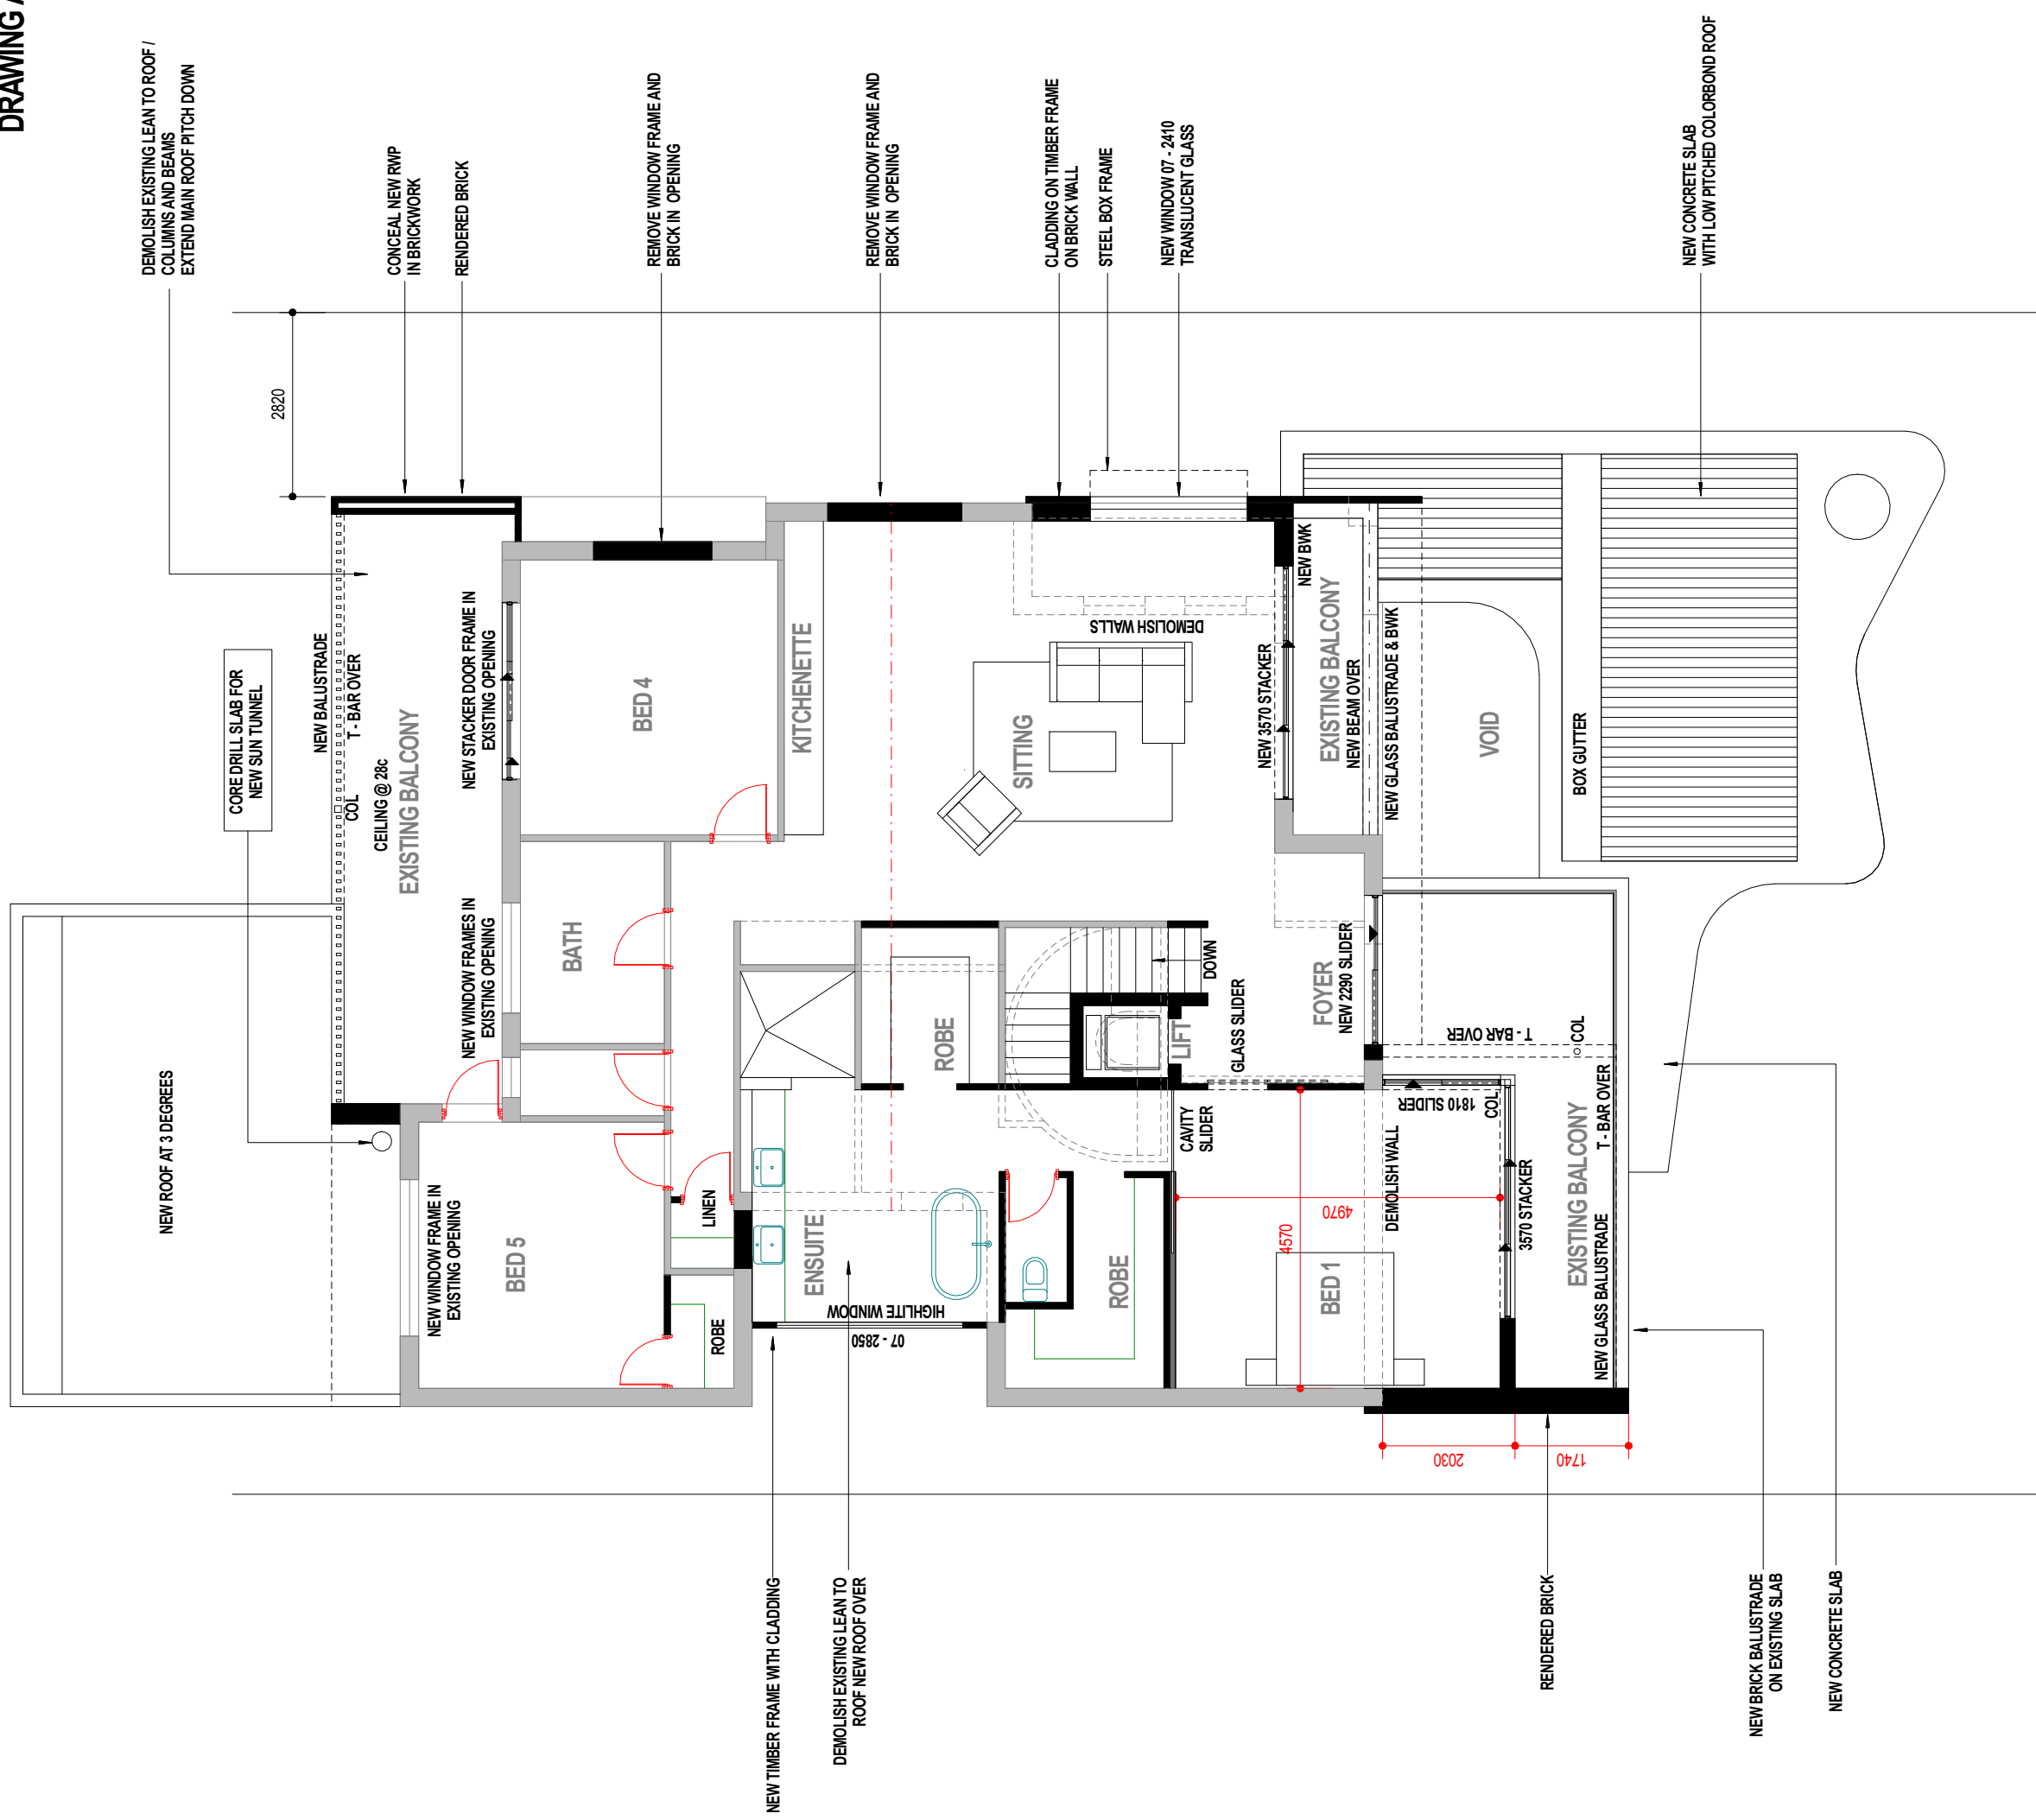 DRAWING
DEMOLISH EXISTING LEAN TO ROOF /
COLUMNS AND BEAMS
EXTEND MAIN ROOF PITCH DOWN
CONCEAL NEW RWP
IN BRICKWORK
RENDERED BRICK
REMOVE WINDOW FRAME AND
BRICK IN OPENING
REMOVE WINDOW FRAME AND
BRICK IN OPENING
CLADDING ON TIMBER FRAME
ON BRICK WALL
STEEL BOX FRAME
NEW WINDOW 07 - 2410
TRANSLUCENT GLASS
NEW CONCRETE SLAB
WITH LOW PITCHED COLORBOND ROOF
2820
CORE DRILL SLAB FOR
NEW SUN TUNNEL
NEW BALUSTRADE
T - BAR OVER
COL
CEILING @ 28c
EXISTING BALCONY
NEW STACKER DOOR FRAME IN
EXISTING OPENING
BED 4
KITCHENETTE
SITTING
DEMOLISH WALLS
NEW 3570 STACKER
NEW BWK
EXISTING BALCONY
NEW BEAM OVER
NEW GLASS BALUSTRADE & BWK
VOID
BOX GUTTER
NEW WINDOW FRAMES IN
EXISTING OPENING
BATH
ROBE
LIFT
DOWN
GLASS SLIDER
FOYER
NEW 2290 SLIDER
T - BAR OVER
COL
NEW ROOF AT 3 DEGREES
NEW WINDOW FRAME IN
EXISTING OPENING
BED 5
LINEN
ROBE
ENSUITE
HIGHLITE WINDOW
07 - 2850
ROBE
CAVITY
SLIDER
4570
4970
BED 1
DEMOLISH WALL
1810 SLIDER
COL
3570 STACKER
EXISTING BALCONY
T - BAR OVER
NEW GLASS BALUSTRADE
2030
1740
NEW TIMBER FRAME WITH CLADDING
DEMOLISH EXISTING LEAN TO
ROOF NEW ROOF OVER
RENDERED BRICK
NEW BRICK BALUSTRADE
ON EXISTING SLAB
NEW CONCRETE SLAB